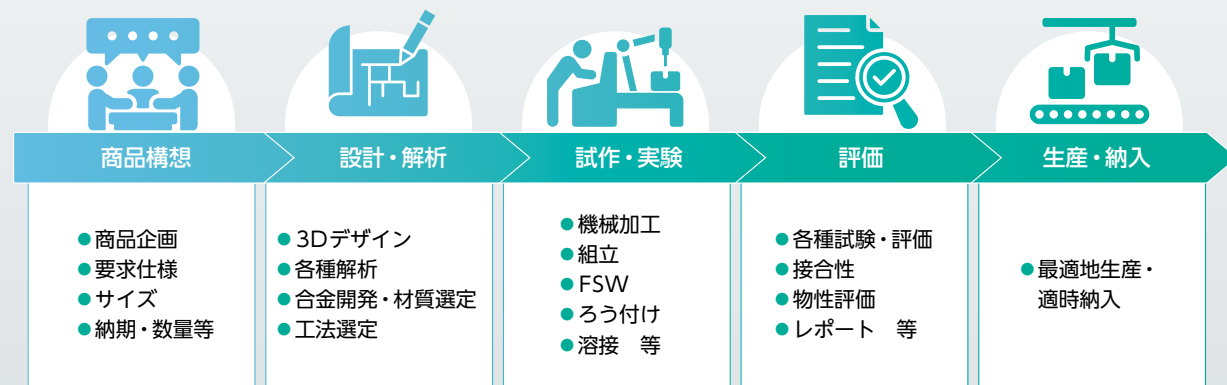 商品構想
設計・解析
試作・実験
評価
生産・納入
●商品企画
●要求仕様
●サイズ
●納期・数量等
●3Dデザイン
●各種解析
●合金開発・材質選定
●工法選定
●機械加工
●組立
●FSW
●ろう付け
●溶接　等
●各種試験・評価
●接合性
●物性評価
●レポート　等
●最適地生産・
適時納入